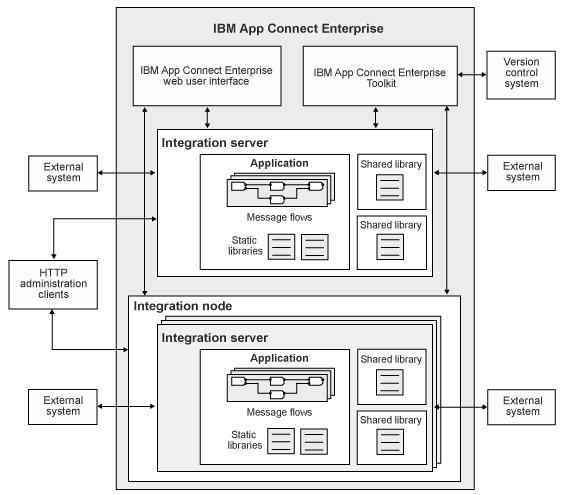 IBM App Connect Enterprise
IBM App Connect Enterprise
web user interface
IBM App Connect Enterprise
Toolkit
Version
control
system
Integration server
External
system
Application
Message flows
Static
libraries
Shared library
Shared library
External
system
HTTP
administration
clients
Integration node
Integration server
External
system
Application
Message flows
Static
libraries
Shared library
Shared library
External
system